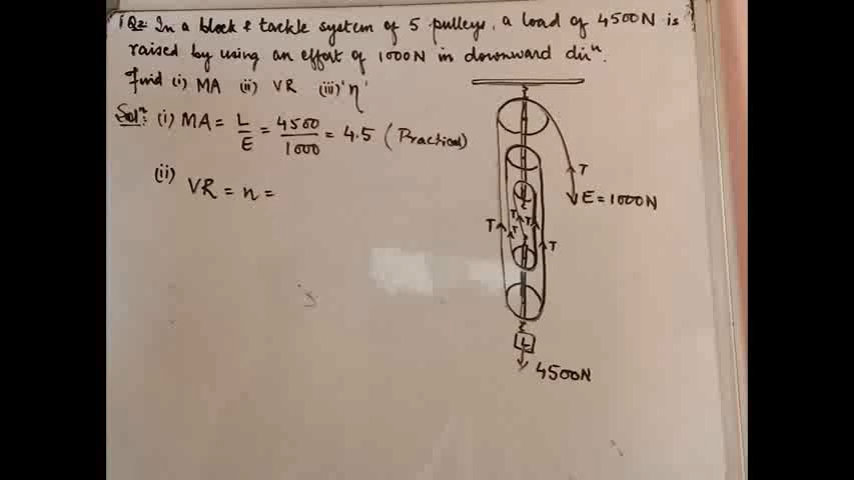 Q2: In a block & tackle system of 5 pulleys, a load of 4500N is
raised by using an effort of 1000N in downward dirⁿ.
Find (i) MA (ii) VR (iii) 'η'
Solⁿ: (i) MA = L/E = 4500/1000 = 4.5 (Practical)
(ii)
VR = n =
T
E = 1000N
T
T
T
T
T
L
4500N